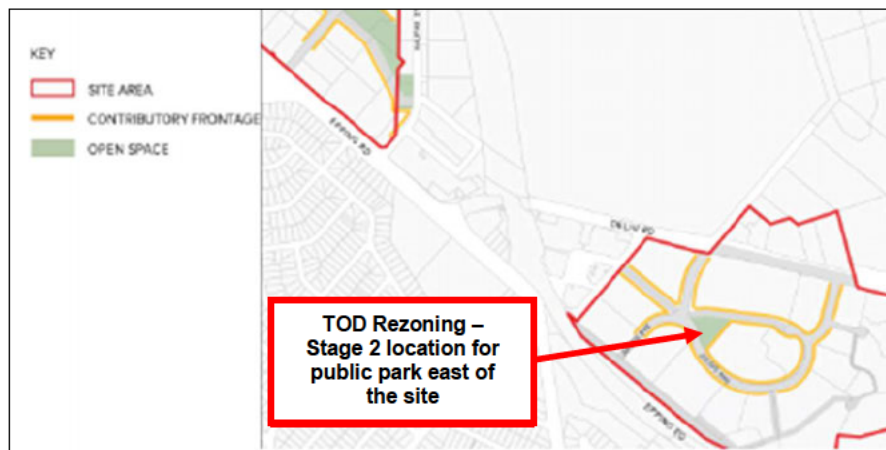 KEY
SITE AREA
CONTRIBUTORY FRONTAGE
OPEN SPACE
EPPING RD
DELHI RD
TOD Rezoning –
Stage 2 location for
public park east of
the site
EPPING RD